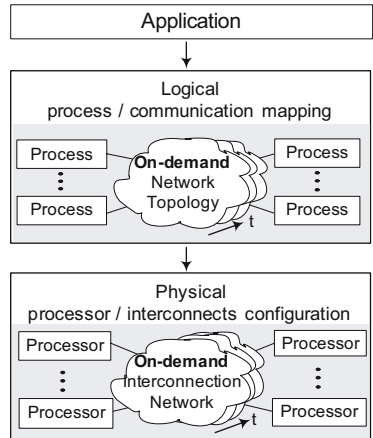 Application
Logical
process / communication mapping
Process
Process
On-demand
Network
Topology
Process
Process
t
Physical
processor / interconnects configuration
Processor
Processor
On-demand
Interconnection
Network
Processor
Processor
t